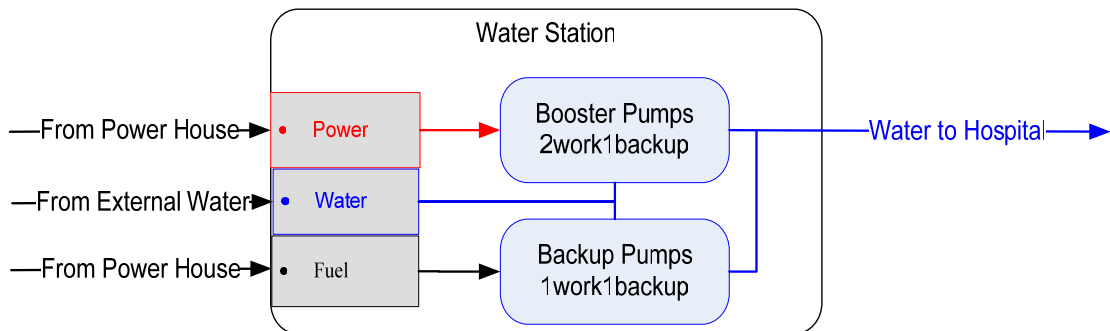 Water Station
From Power House
Power
Booster Pumps
2work1backup
Water to Hospital
From External Water
Water
From Power House
Fuel
Backup Pumps
1work1backup